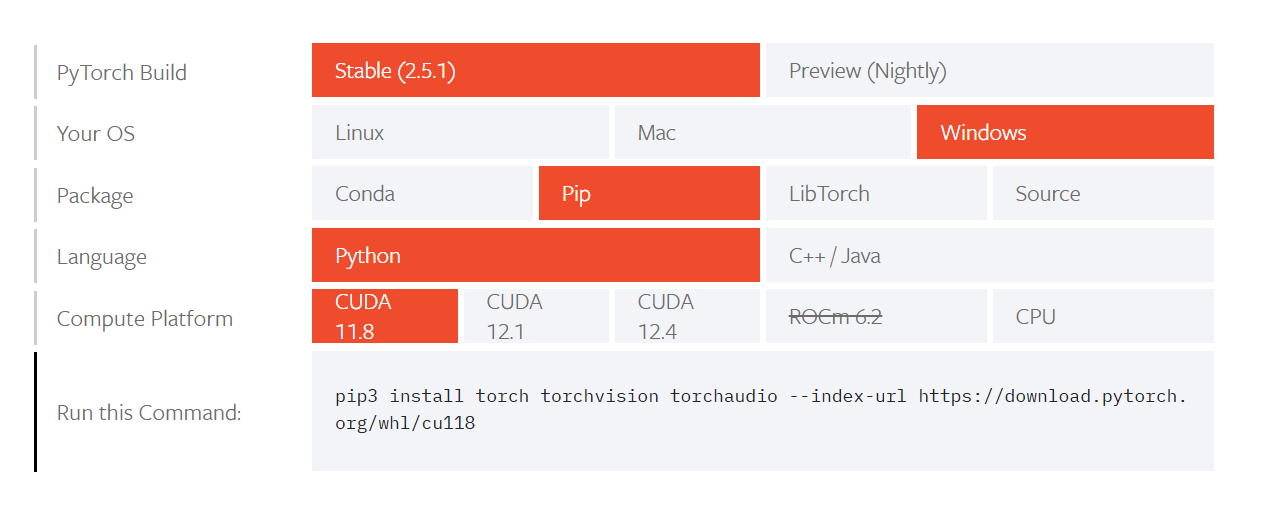 PyTorch Build
Stable (2.5.1)
Preview (Nightly)
Your OS
Linux
Mac
Windows
Package
Conda
Pip
LibTorch
Source
Language
Python
C++ / Java
Compute Platform
CUDA
11.8
CUDA
12.1
CUDA
12.4
ROCm 6.2
CPU
Run this Command:
pip3 install torch torchvision torchaudio --index-url https://download.pytorch.
org/whl/cu118